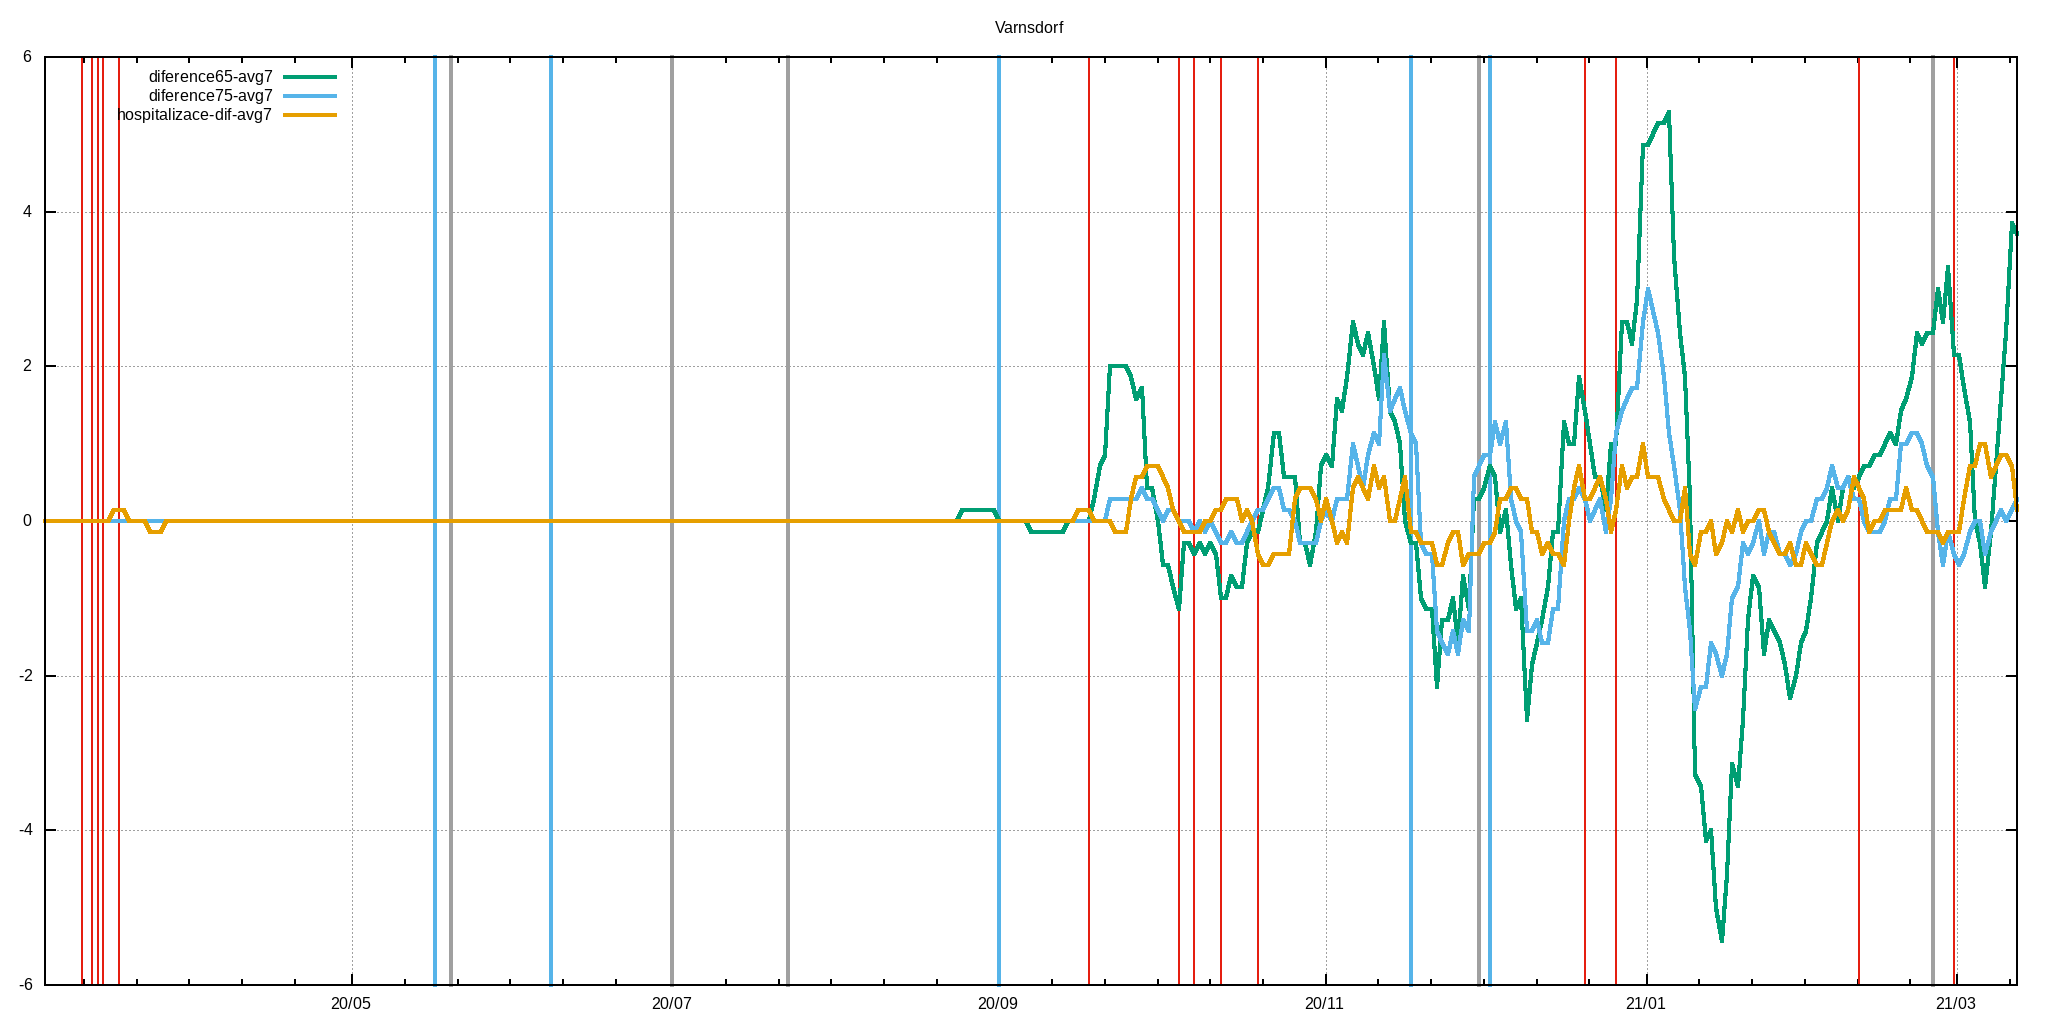 Varnsdorf
6
diference65-avg7
diference75-avg7
hospitalizace-dif-avg7
4
2
0
-2
-4
-6
20/05 20/07 20/09 20/11 21/01 21/03